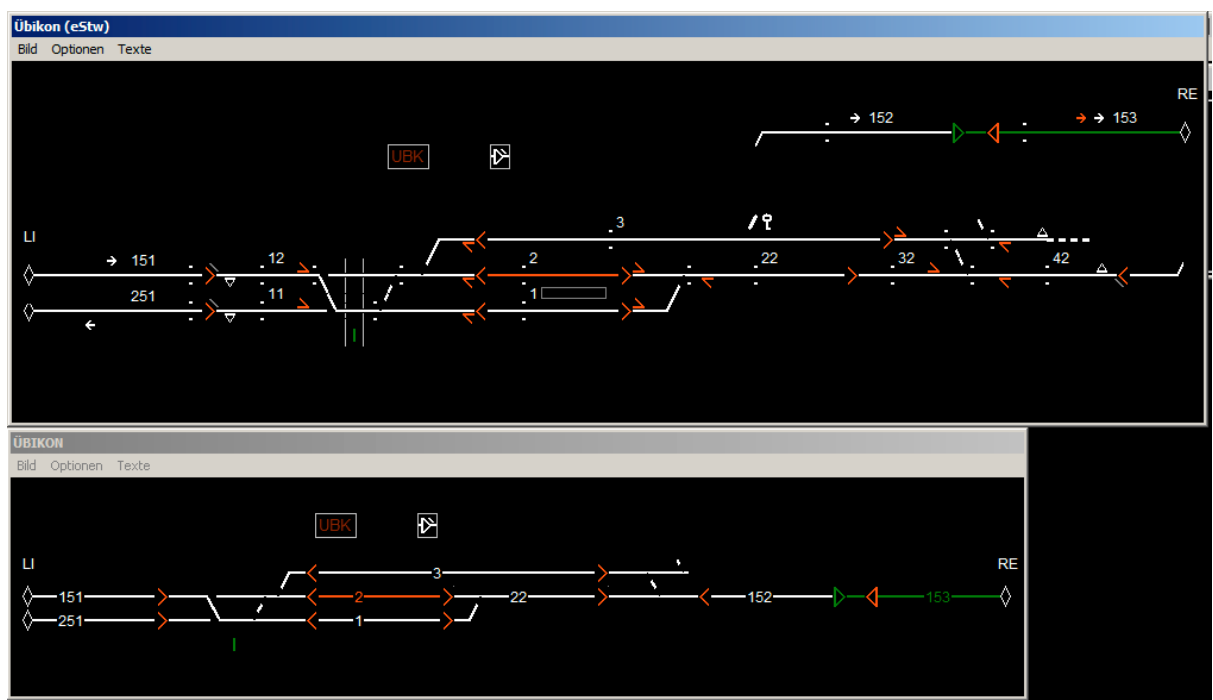 Übikon (eStw)
Bild Optionen Texte
RE
152 153
UBK
3
LI
151 12 2 22 32 42
251 11 1
ÜBIKON
Bild Optionen Texte
UBK
LI RE
3
151 2 22 152 153
251 1